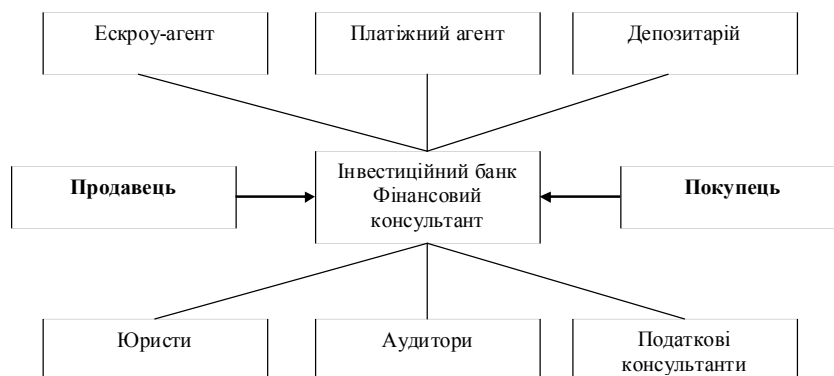 Ескроу-агент
Платіжний агент
Депозитарій
Продавець
Інвестиційний банк
Фінансовий
консультант
Покупець
Юристи
Аудитори
Податкові
консультанти